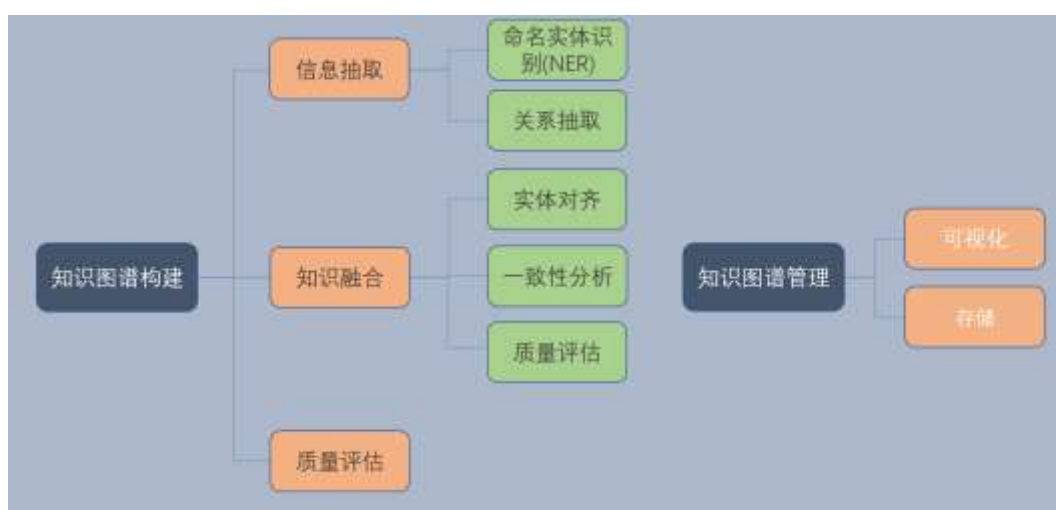 知识图谱构建
信息抽取
命名实体识
别(NER)
关系抽取
知识融合
实体对齐
一致性分析
质量评估
质量评估
知识图谱管理
可视化
存储